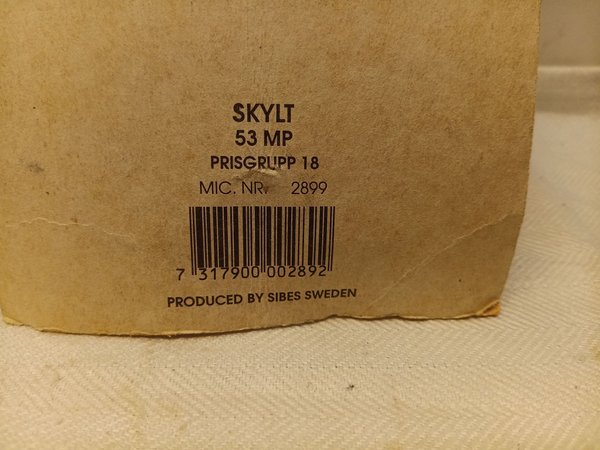 SKYLT
53 MP
PRISGRUPP 18
MIC. NR. 2899
7 317900 002892
PRODUCED BY SIBES SWEDEN